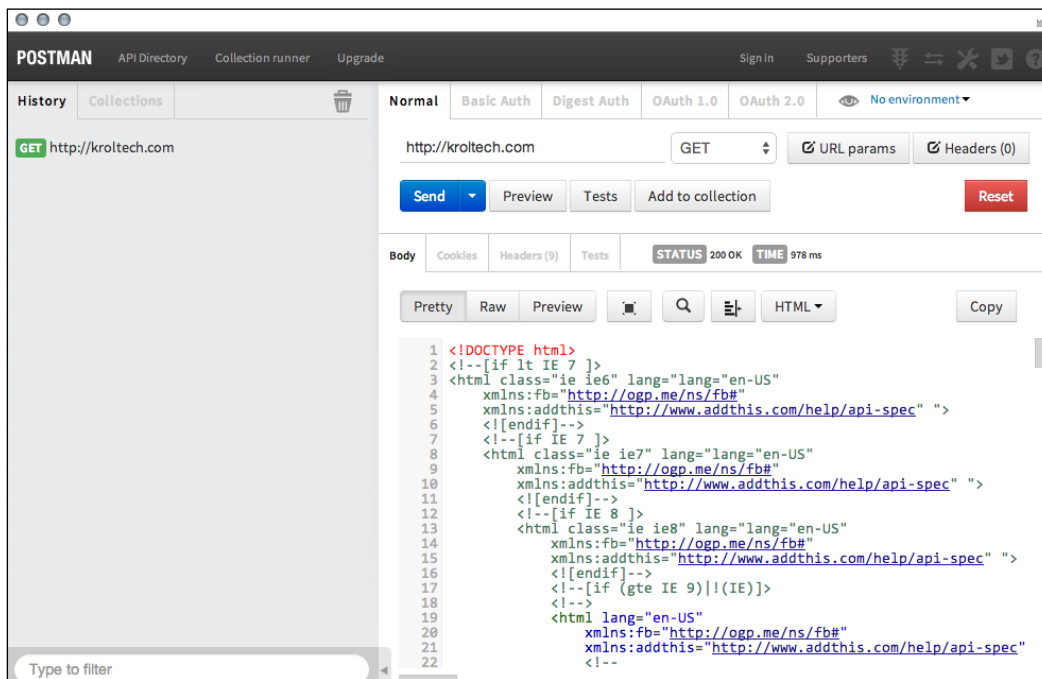 POSTMAN API Directory Collection runner Upgrade Sign in Supporters
History Collections
GET http://kroltech.com
Type to filter
Normal Basic Auth Digest Auth OAuth 1.0 OAuth 2.0 No environment
http://kroltech.com GET URL params Headers (0)
Send Preview Tests Add to collection Reset
Body Cookies Headers (9) Tests STATUS 200 OK TIME 978 ms
Pretty Raw Preview HTML Copy
1 <!DOCTYPE html>
2 <!--[if lt IE 7 ]>
3 <html class="ie ie6" lang="lang="en-US"
4 xmlns:fb="http://ogp.me/ns/fb#"
5 xmlns:addthis="http://www.addthis.com/help/api-spec" ">
6 <![endif]-->
7 <!--[if IE 7 ]>
8 <html class="ie ie7" lang="lang="en-US"
9 xmlns:fb="http://ogp.me/ns/fb#"
10 xmlns:addthis="http://www.addthis.com/help/api-spec" ">
11 <![endif]-->
12 <!--[if IE 8 ]>
13 <html class="ie ie8" lang="lang="en-US"
14 xmlns:fb="http://ogp.me/ns/fb#"
15 xmlns:addthis="http://www.addthis.com/help/api-spec" ">
16 <![endif]-->
17 <!--[if (gte IE 9)|!(IE)]>
18 <!-->
19 <html lang="en-US"
20 xmlns:fb="http://ogp.me/ns/fb#"
21 xmlns:addthis="http://www.addthis.com/help/api-spec"
22 <!--